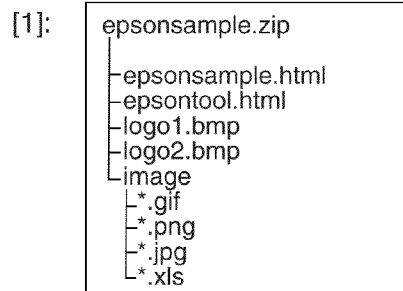 [1]: epsonsample.zip
epsonsample.html
epsontool.html
logo1.bmp
logo2.bmp
image
*.gif
*.png
*.jpg
*.xls